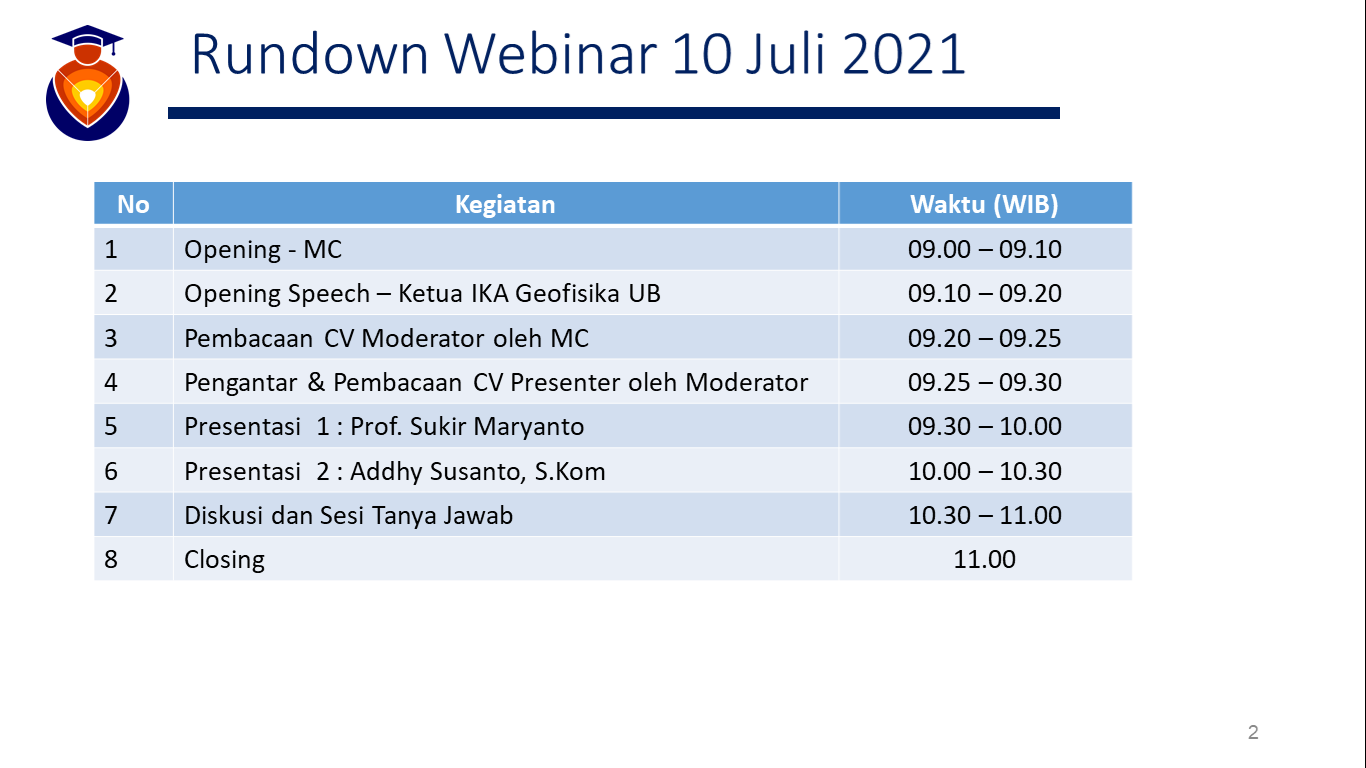 Rundown Webinar 10 Juli 2021
No Kegiatan Waktu (WIB)
1 Opening - MC 09.00 – 09.10
2 Opening Speech – Ketua IKA Geofisika UB 09.10 – 09.20
3 Pembacaan CV Moderator oleh MC 09.20 – 09.25
4 Pengantar & Pembacaan CV Presenter oleh Moderator 09.25 – 09.30
5 Presentasi 1 : Prof. Sukir Maryanto 09.30 – 10.00
6 Presentasi 2 : Addhy Susanto, S.Kom 10.00 – 10.30
7 Diskusi dan Sesi Tanya Jawab 10.30 – 11.00
8 Closing 11.00
2